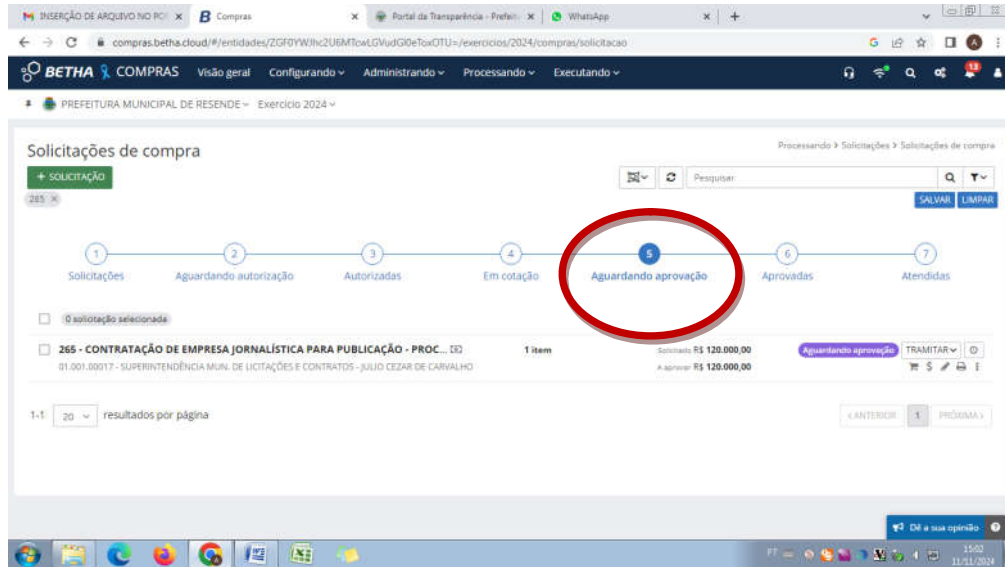 INSERÇÃO DE ARQUIVO NO POR
Compras
Portal da Transparência - Prefeitu
WhatsApp
compras.betha.cloud/#/entidades/
/exercicios/2024/compras/solicitacao
BETHA COMPRAS Visão geral Configurando Administrando Processando Executando
13
PREFEITURA MUNICIPAL DE RESENDE Exercício 2024
Solicitações de compra
Processando > Solicitações > Solicitações de compra
+ SOLICITAÇÃO
Pesquisar
265 ×
SALVAR LIMPAR
1 2 3 4 5 6 7
Solicitações Aguardando autorização Autorizadas Em cotação Aguardando aprovação Aprovadas Atendidas
0 solicitação selecionada
265 - CONTRATAÇÃO DE EMPRESA JORNALÍSTICA PARA PUBLICAÇÃO - PROC... 1 item Solicitado R$ 120.000,00 Aguardando aprovação TRAMITAR
01.001.00017 - SUPERINTENDÊNCIA MUN. DE LICITAÇÕES E CONTRATOS - JULIO CEZAR DE CARVALHO A aprovar R$ 120.000,00
1-1 20 resultados por página
< ANTERIOR 1 PRÓXIMA >
Dê a sua opinião
PT
15:02
11/11/2024